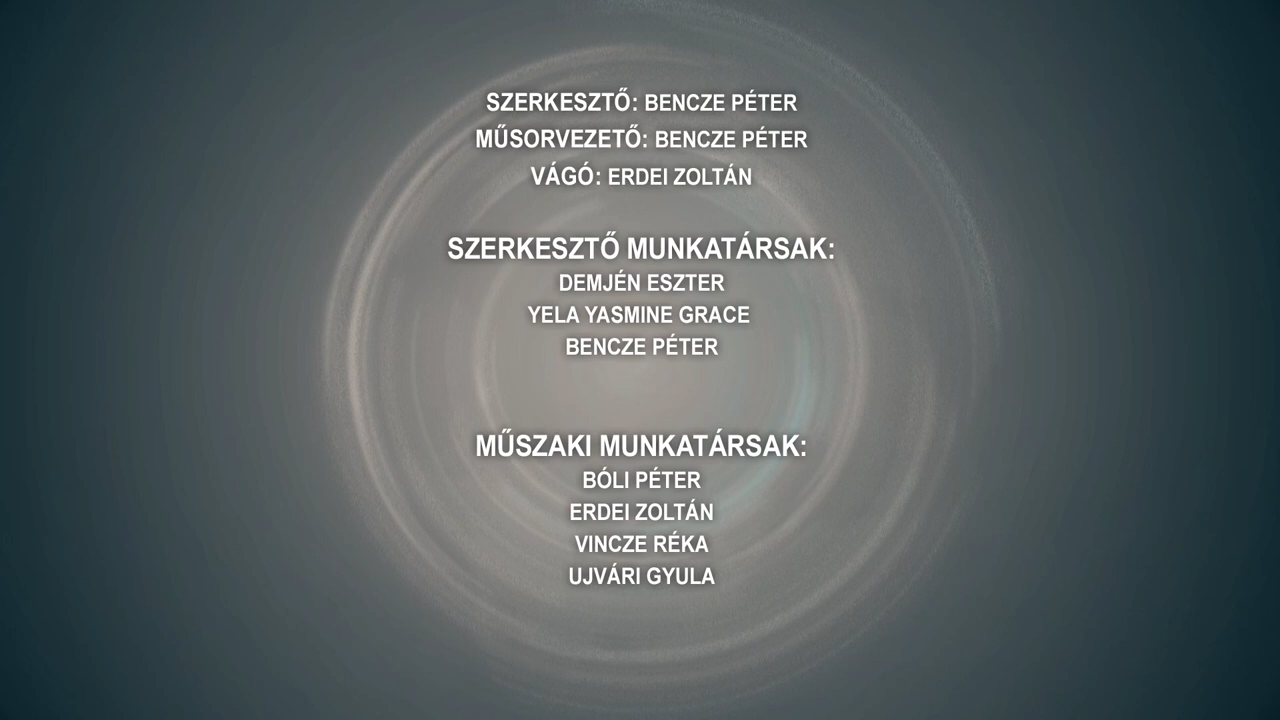 SZERKESZTŐ: BENCZE PÉTER
MŰSORVEZETŐ: BENCZE PÉTER
VÁGÓ: ERDEI ZOLTÁN
SZERKESZTŐ MUNKATÁRSAK:
DEMJÉN ESZTER
YELA YASMINE GRACE
BENCZE PÉTER
MŰSZAKI MUNKATÁRSAK:
BÓLI PÉTER
ERDEI ZOLTÁN
VINCZE RÉKA
UJVÁRI GYULA